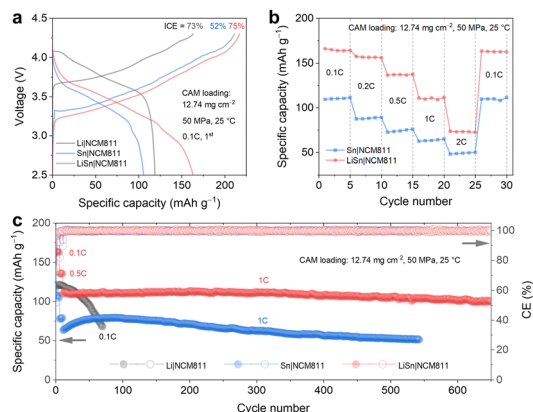 a
ICE = 73% 52% 75%
4.5
4.0
3.5
3.0
2.5
Voltage (V)
CAM loading:
12.74 mg cm⁻²
50 MPa, 25 °C
0.1C, 1ˢᵗ
Li|NCM811
Sn|NCM811
LiSn|NCM811
0 50 100 150 200
Specific capacity (mAh g⁻¹)
b
CAM loading: 12.74 mg cm⁻², 50 MPa, 25 °C
200
150
100
50
0
Specific capacity (mAh g⁻¹)
0.1C
0.2C
0.5C
1C
2C
0.1C
Sn|NCM811
LiSn|NCM811
0 5 10 15 20 25 30
Cycle number
c
200
150
100
50
0
Specific capacity (mAh g⁻¹)
0.1C
0.5C
CAM loading: 12.74 mg cm⁻², 50 MPa, 25 °C
1C
1C
0.1C
Li|NCM811
Sn|NCM811
LiSn|NCM811
100
80
60
40
20
0
CE (%)
0 100 200 300 400 500 600
Cycle number